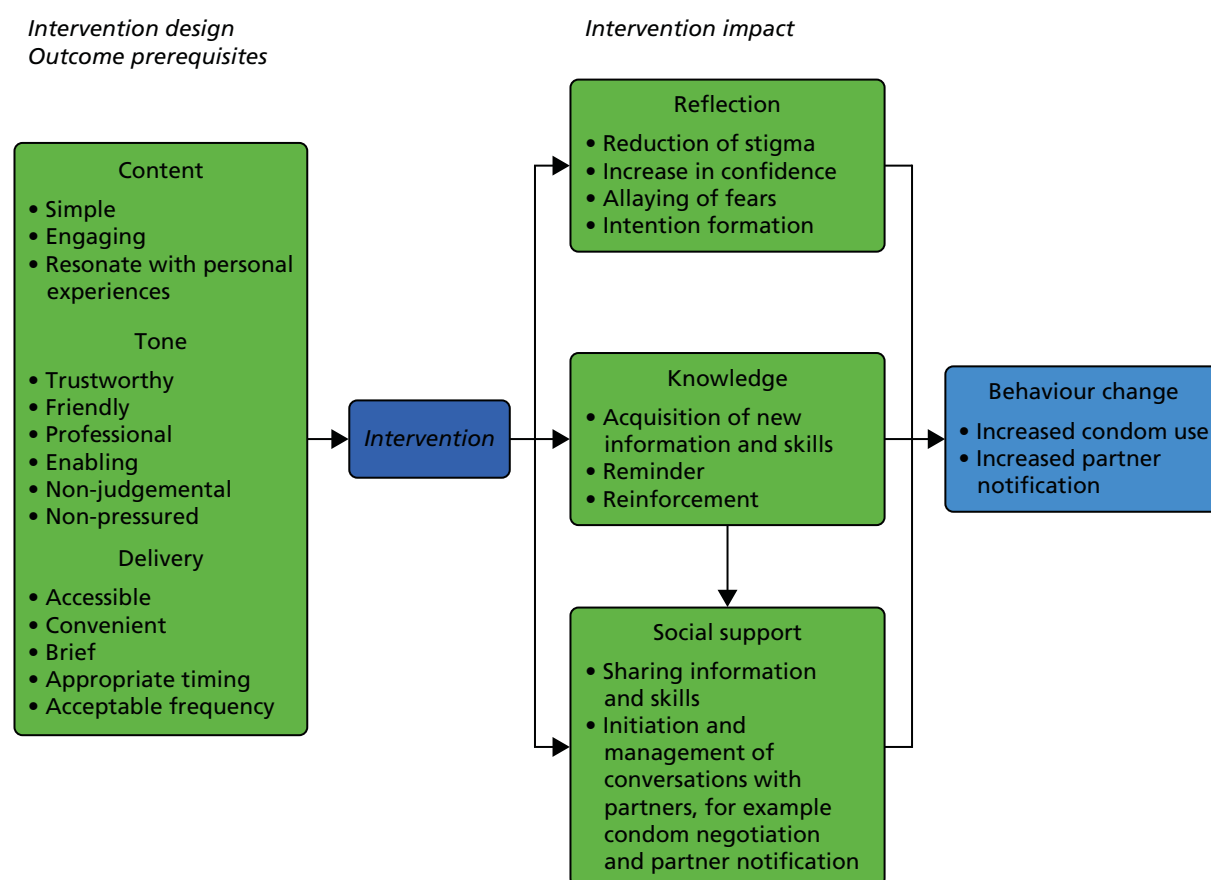 Intervention design
Outcome prerequisites
Intervention impact
Content
• Simple
• Engaging
• Resonate with personal
experiences
Tone
• Trustworthy
• Friendly
• Professional
• Enabling
• Non-judgemental
• Non-pressured
Delivery
• Accessible
• Convenient
• Brief
• Appropriate timing
• Acceptable frequency
Intervention
Reflection
• Reduction of stigma
• Increase in confidence
• Allaying of fears
• Intention formation
Knowledge
• Acquisition of new
information and skills
• Reminder
• Reinforcement
Social support
• Sharing information
and skills
• Initiation and
management of
conversations with
partners, for example
condom negotiation
and partner notification
Behaviour change
• Increased condom use
• Increased partner
notification